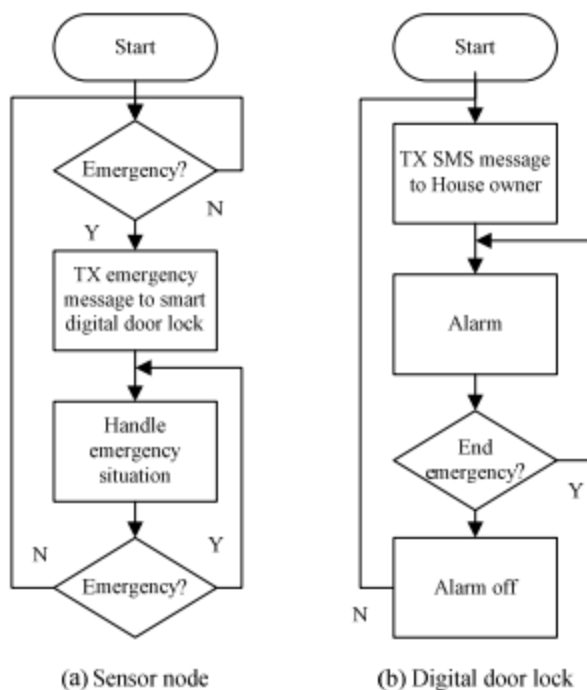 Start
Emergency?
N
Y
TX emergency
message to smart
digital door lock
Handle
emergency
situation
N
Y
Emergency?
(a) Sensor node
Start
TX SMS message
to House owner
Alarm
End
emergency?
Y
Alarm off
N
(b) Digital door lock